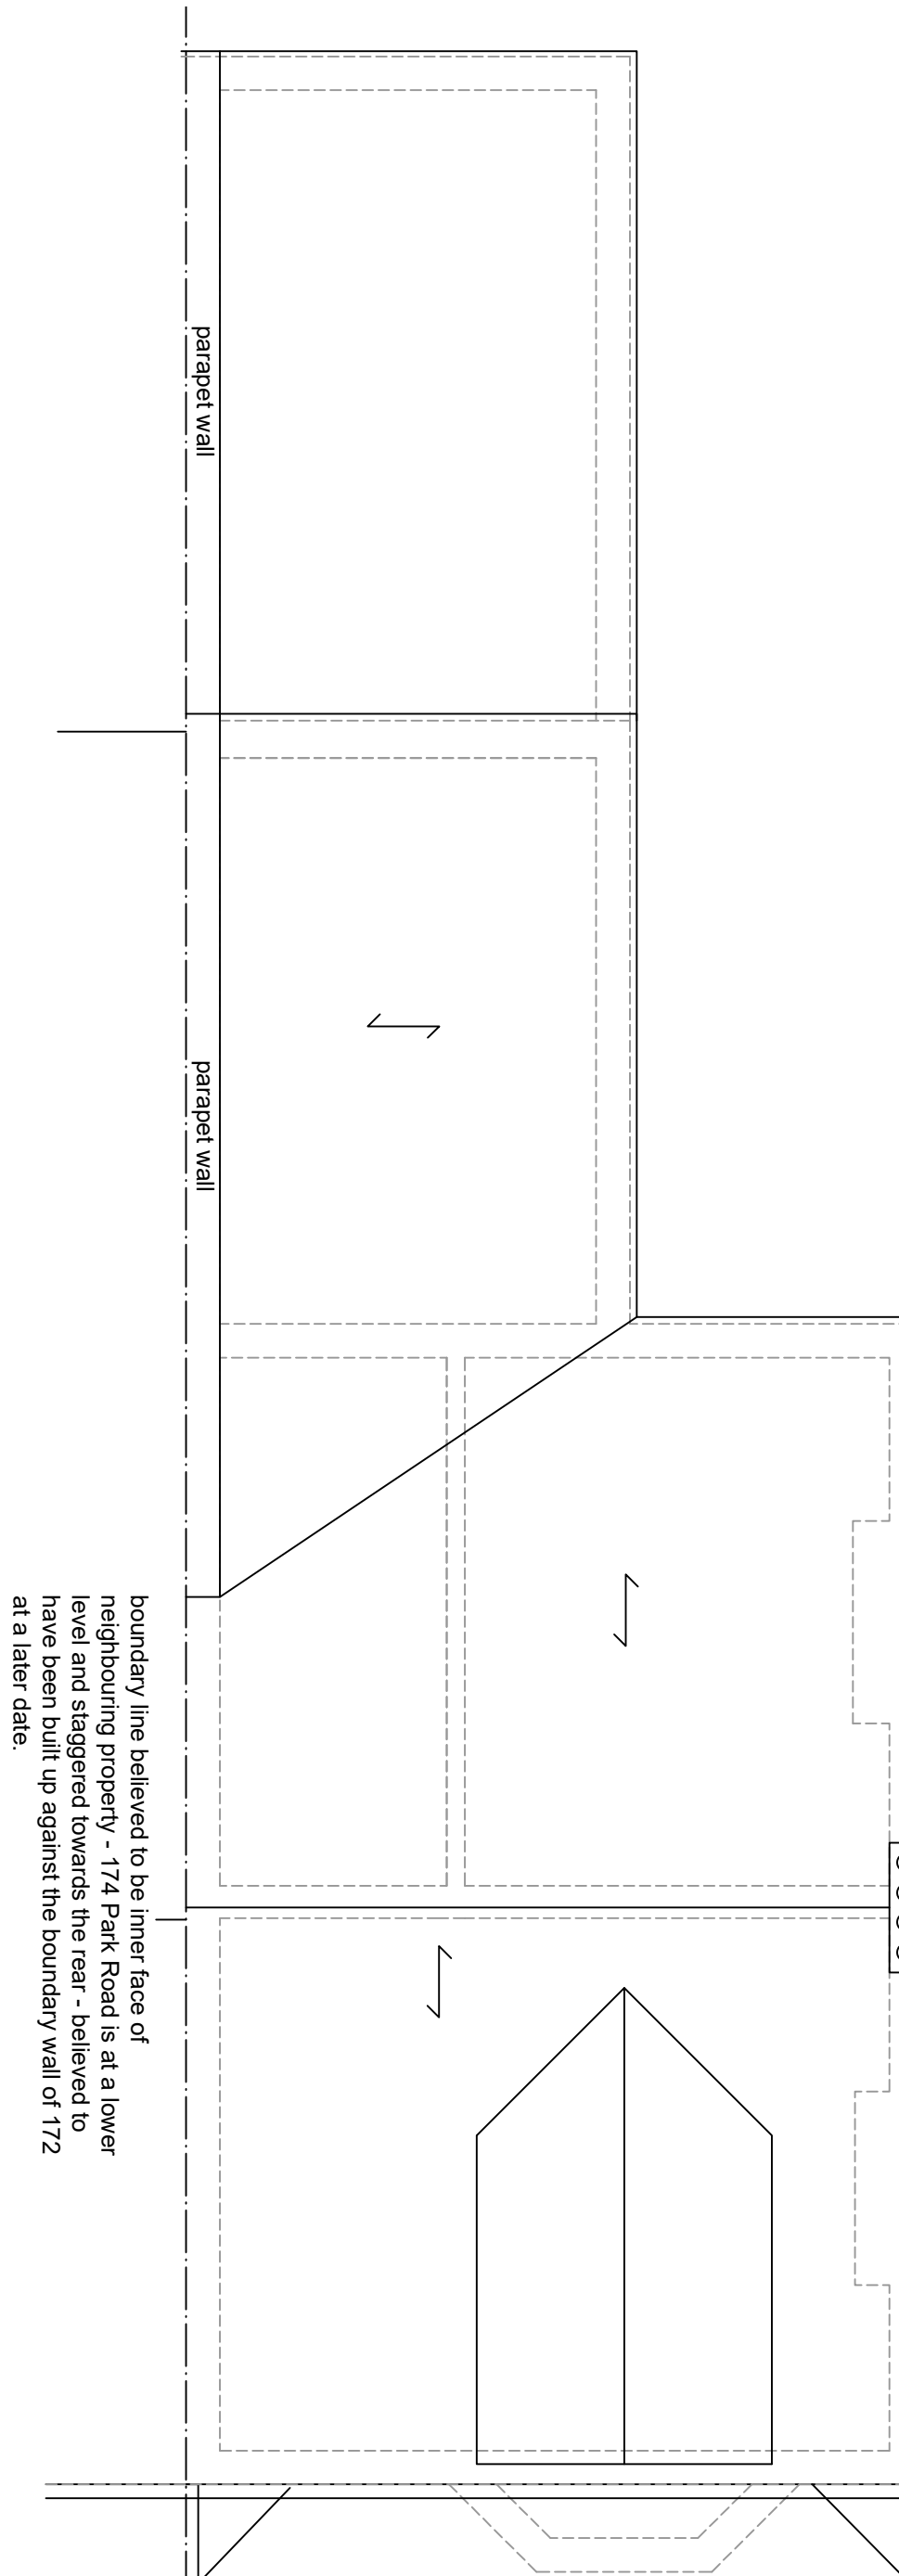 parapet wall
parapet wall
boundary line believed to be inner face of
neighbouring property - 174 Park Road is at a lower
level and staggered towards the rear - believed to
have been built up against the boundary wall of 172
at a later date.